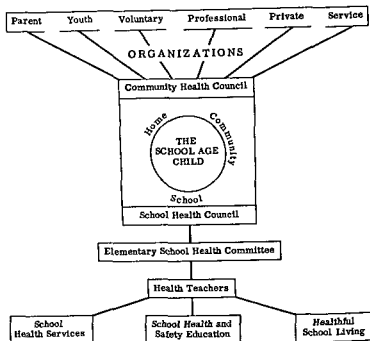 Parent Youth Voluntary Professional Private Service
ORGANIZATIONS
Community Health Council
Home
Community
THE
SCHOOL AGE
CHILD
School
School Health Council
Elementary School Health Committee
Health Teachers
School
Health Services
School Health and
Safety Education
Healthful
School Living